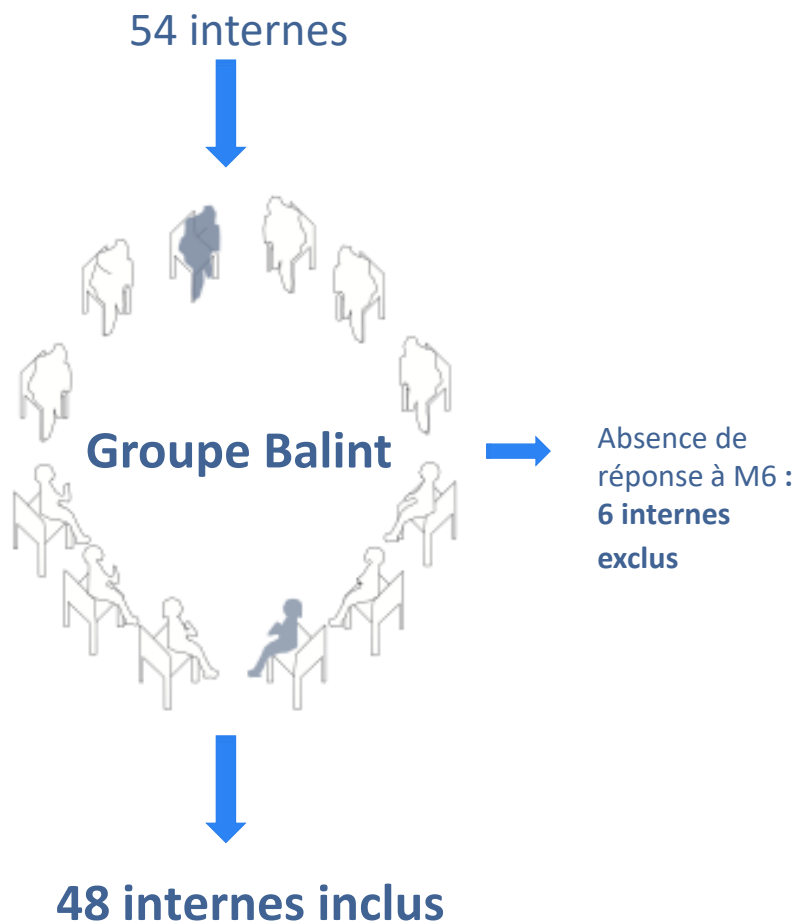 54 internes
Groupe Balint
Absence de
réponse à M6 :
6 internes
exclus
48 internes inclus